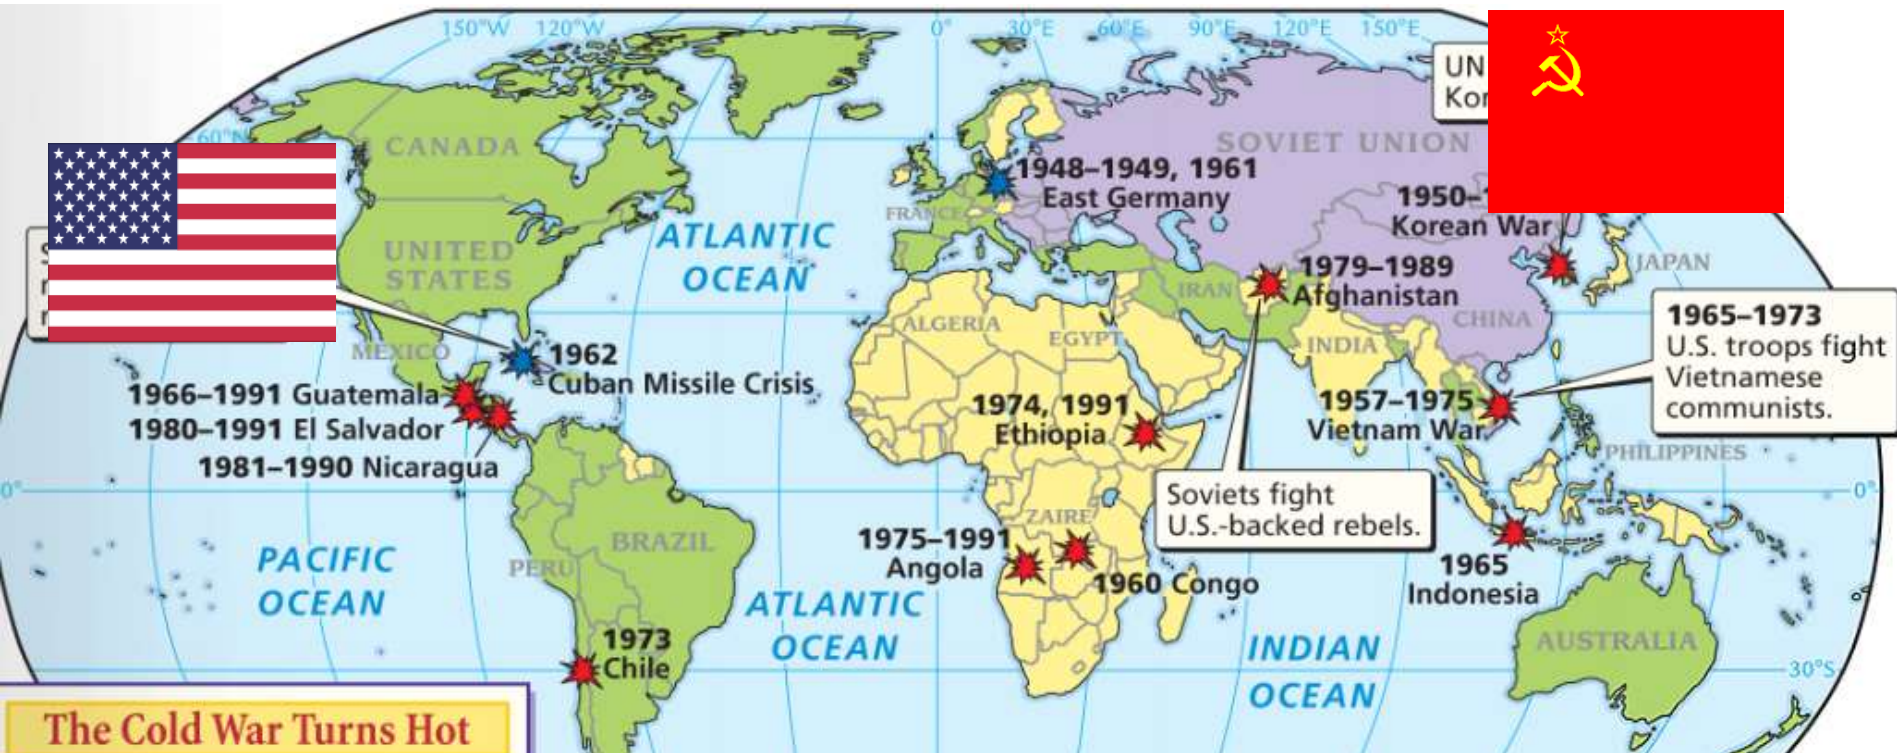 150°W 120°W 0° 30°E 60°E 90°E 120°E 150°E
UN
Kor
60°N
CANADA
SOVIET UNION
1948–1949, 1961
East Germany
1950–
Korean War
FRANCE
UNITED
STATES
ATLANTIC
OCEAN
JAPAN
1979–1989
Afghanistan
IRAN
CHINA
ALGERIA
EGYPT
INDIA
MEXICO
1965–1973
U.S. troops fight
Vietnamese
communists.
1962
Cuban Missile Crisis
1966–1991 Guatemala
1980–1991 El Salvador
1981–1990 Nicaragua
1974, 1991
Ethiopia
1957–1975
Vietnam War
PHILIPPINES
0°
0°
Soviets fight
U.S.-backed rebels.
ZAIRE
BRAZIL
PERU
PACIFIC
OCEAN
1975–1991
Angola
1960 Congo
1965
Indonesia
ATLANTIC
OCEAN
INDIAN
OCEAN
AUSTRALIA
1973
Chile
30°S
The Cold War Turns Hot